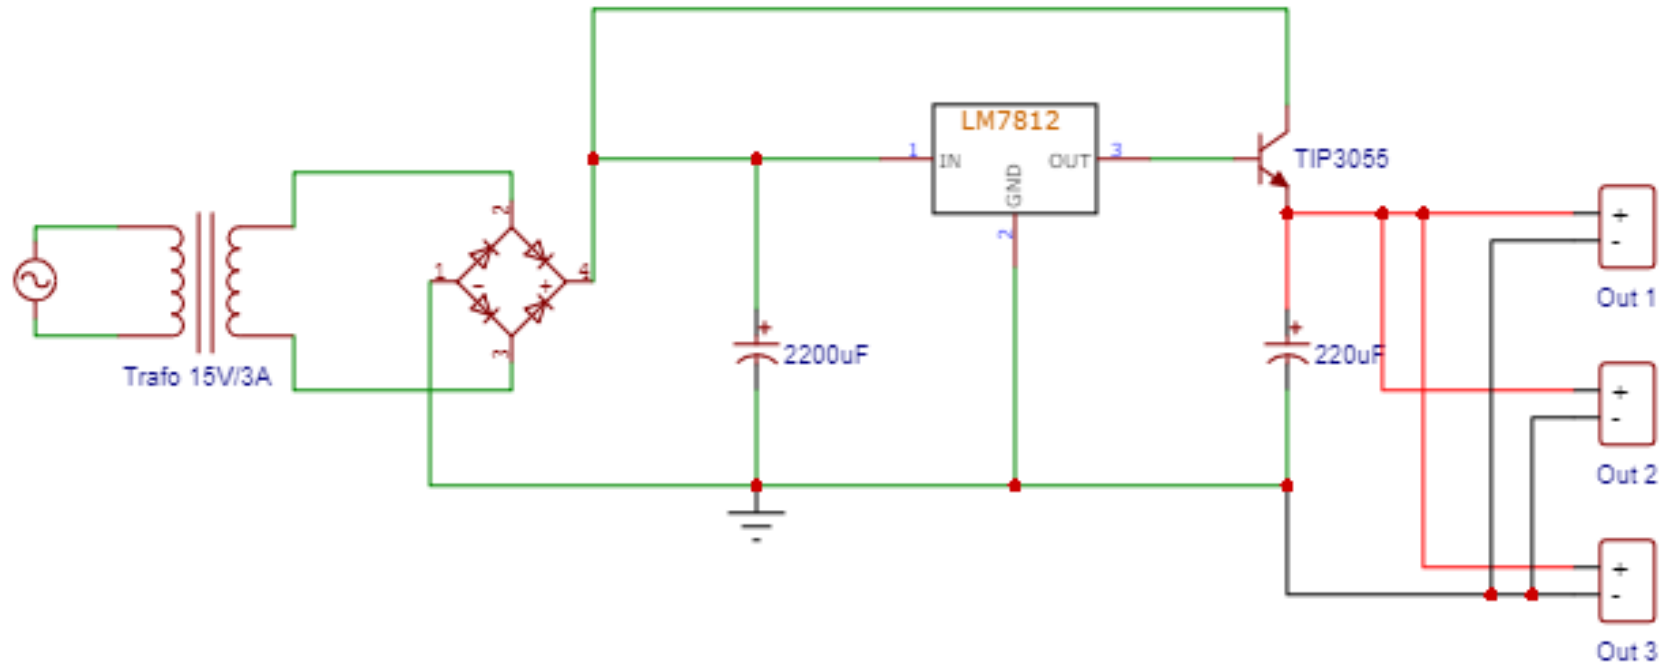 LM7812
1
IN
OUT
3
GND
2
TIP3055
+
-
Out 1
2
1
-
+
4
3
Trafo 15V/3A
+
2200uF
+
220uF
+
-
Out 2
+
-
Out 3